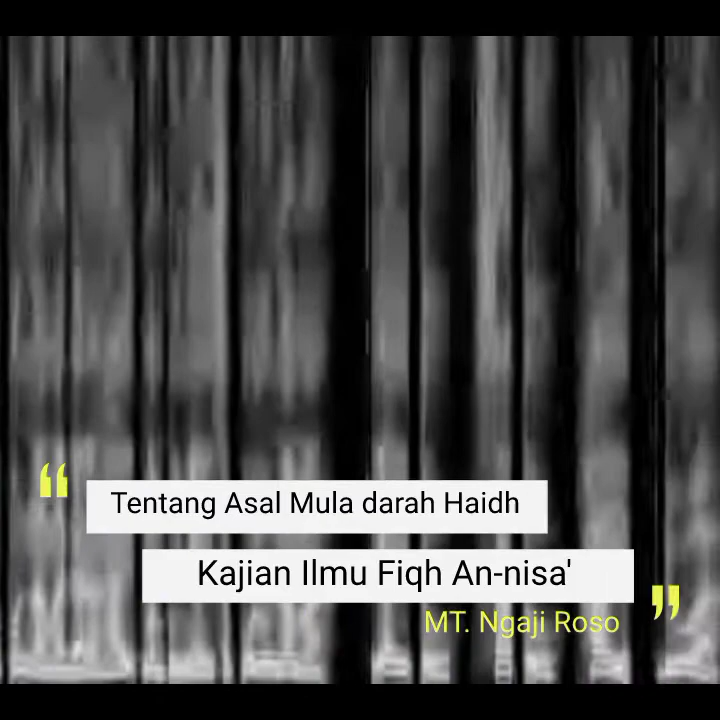 “
Tentang Asal Mula darah Haidh
Kajian Ilmu Fiqh An-nisa'
”
MT. Ngaji Roso